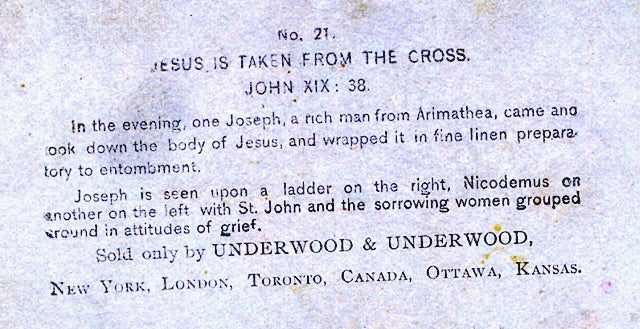 No. 21.
JESUS IS TAKEN FROM THE CROSS.
JOHN XIX: 38.
In the evening, one Joseph, a rich man from Arimathea, came and
took down the body of Jesus, and wrapped it in fine linen prepara-
tory to entombment.
Joseph is seen upon a ladder on the right, Nicodemus on
another on the left with St. John and the sorrowing women grouped
around in attitudes of grief.
Sold only by UNDERWOOD & UNDERWOOD,
NEW YORK, LONDON, TORONTO, CANADA, OTTAWA, KANSAS.